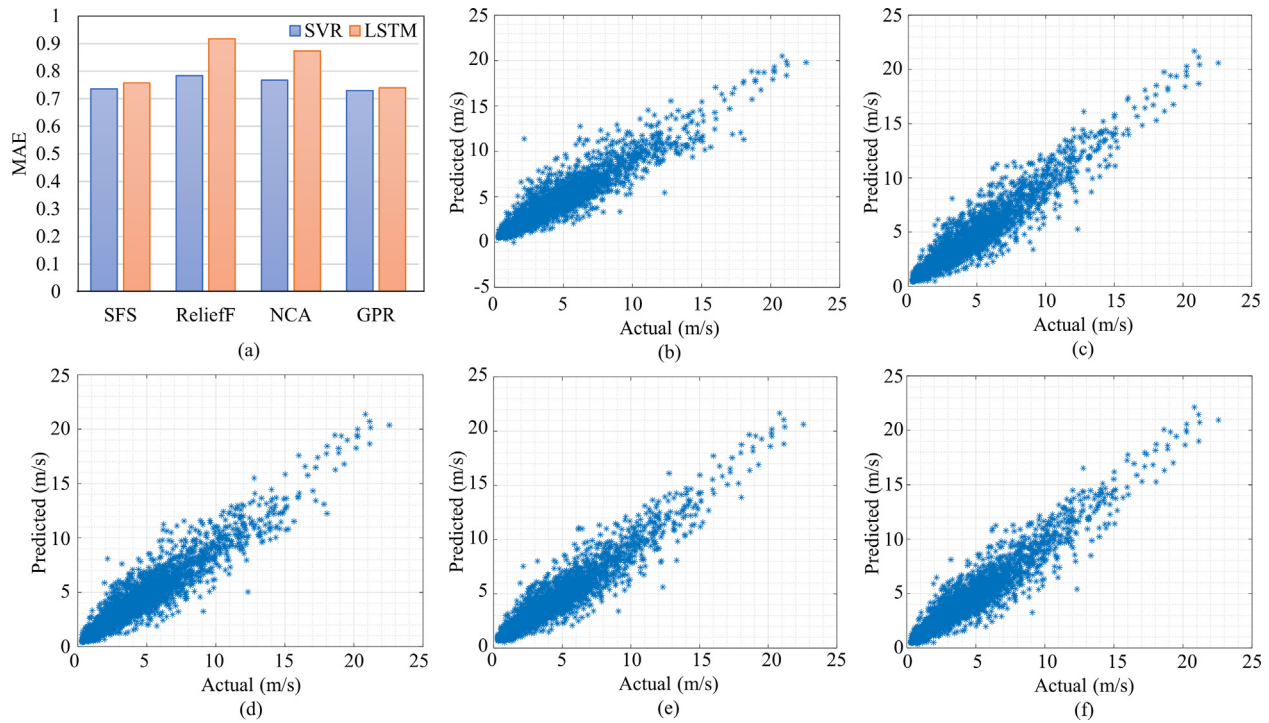 SVR LSTM
1
0.9
0.8
0.7
0.6
0.5
0.4
0.3
0.2
0.1
0
MAE
SFS ReliefF NCA GPR
(a)
25
20
15
10
5
0
-5
Predicted (m/s)
0 5 10 15 20 25
Actual (m/s)
(b)
25
20
15
10
5
0
Predicted (m/s)
0 5 10 15 20 25
Actual (m/s)
(c)
25
20
15
10
5
0
Predicted (m/s)
0 5 10 15 20 25
Actual (m/s)
(d)
25
20
15
10
5
0
Predicted (m/s)
0 5 10 15 20 25
Actual (m/s)
(e)
25
20
15
10
5
0
Predicted (m/s)
0 5 10 15 20 25
Actual (m/s)
(f)